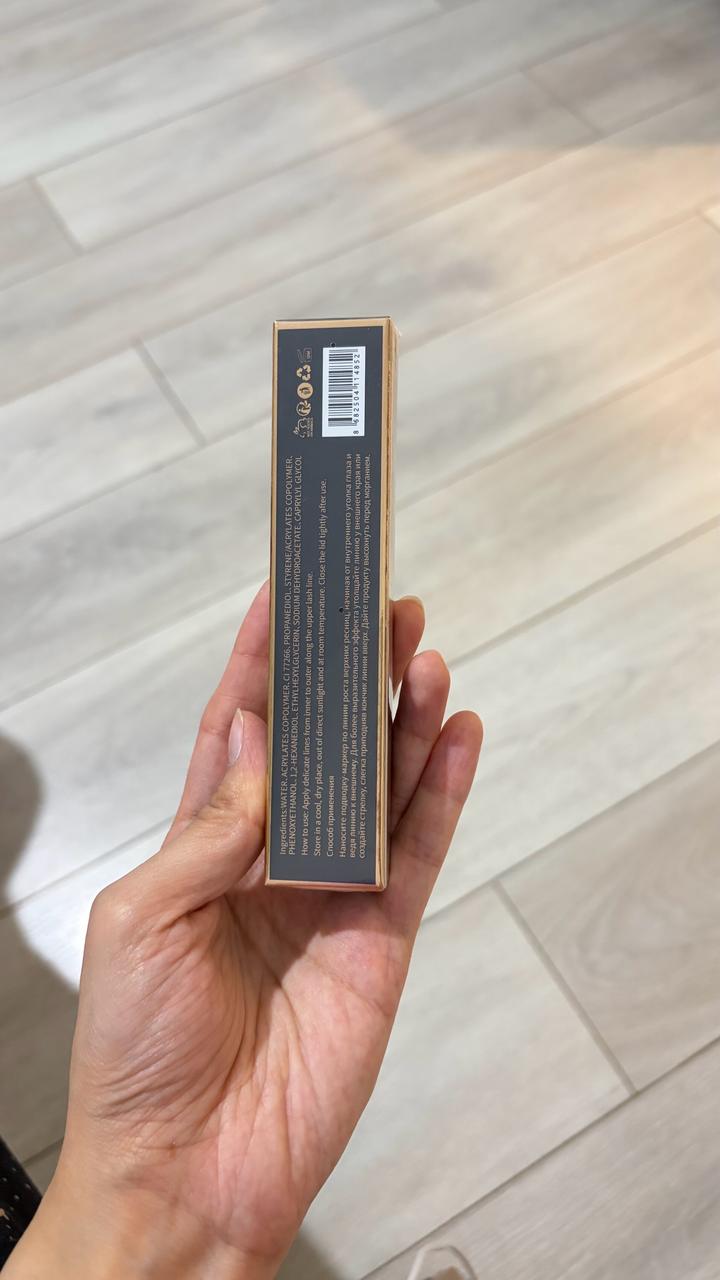 Ingredients:WATER, ACRYLATES COPOLYMER, CI 77266, PROPANEDIOL, STYRENE/ACRYLATES COPOLYMER,
PHENOXYETHANOL, 1,2-HEXANEDIOL, ETHYLHEXYLGLYCERIN, SODIUM DEHYDROACETATE, CAPRYLYL GLYCOL
How to use: Apply delicate lines from inner to outer along the upper lash line.
Store in a cool, dry place, out of direct sunlight and at room temperature. Close the lid tightly after use.
Способ применения
Наносите подводку-маркер по линии роста верхних ресниц, начиная от внутреннего уголка глаза и
ведя линию к внешнему. Для более выразительного эффекта утолщайте линию у внешнего края или
создайте стрелку, слегка приподняв кончик линии вверх. Дайте продукту высохнуть перед морганием.
8 682504 114852